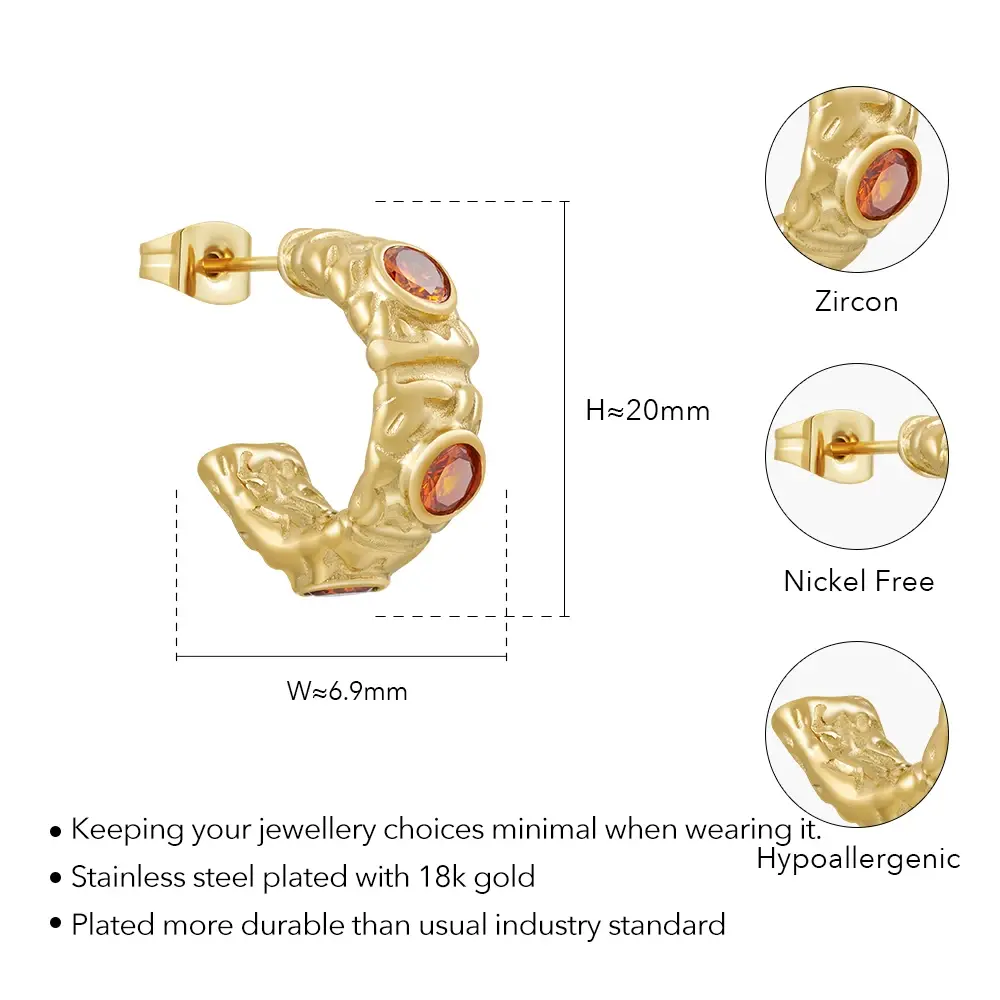 Zircon
H≈20mm
Nickel Free
W≈6.9mm
• Keeping your jewellery choices minimal when wearing it.
Hypoallergenic
• Stainless steel plated with 18k gold
• Plated more durable than usual industry standard